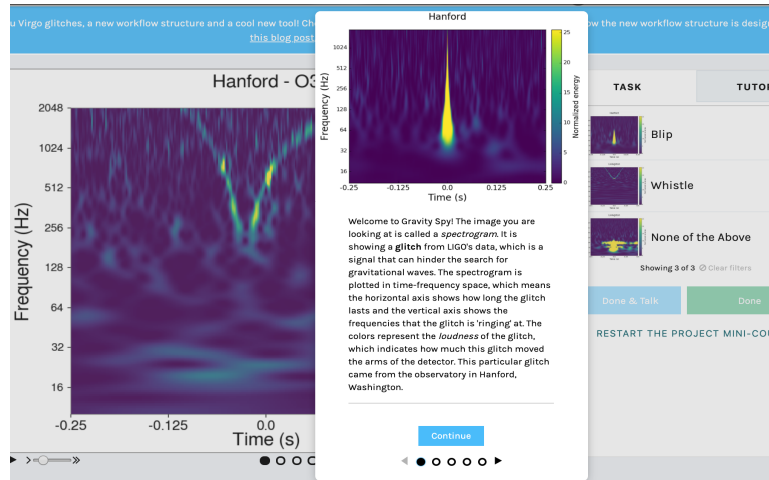 u Virgo glitches, a new workflow structure and a cool new tool! Che
ow the new workflow structure is desig
this blog post
Hanford - O3
Frequency (Hz)
2048
1024
512
256
128
64
32
16
-0.25
-0.125
0.0
Time (s)
Hanford
Frequency (Hz)
1024
512
256
128
64
32
16
-0.25
-0.125
0.0
0.125
0.25
Time (s)
25
20
15
10
5
0
Normalized energy
Welcome to Gravity Spy! The image you are
looking at is called a spectrogram. It is
showing a glitch from LIGO's data, which is a
signal that can hinder the search for
gravitational waves. The spectrogram is
plotted in time-frequency space, which means
the horizontal axis shows how long the glitch
lasts and the vertical axis shows the
frequencies that the glitch is 'ringing' at. The
colors represent the loudness of the glitch,
which indicates how much this glitch moved
the arms of the detector. This particular glitch
came from the observatory in Hanford,
Washington.
Continue
TASK
TUTOR
Blip
Whistle
None of the Above
Showing 3 of 3 Clear filters
Done & Talk
Done
RESTART THE PROJECT MINI-COU